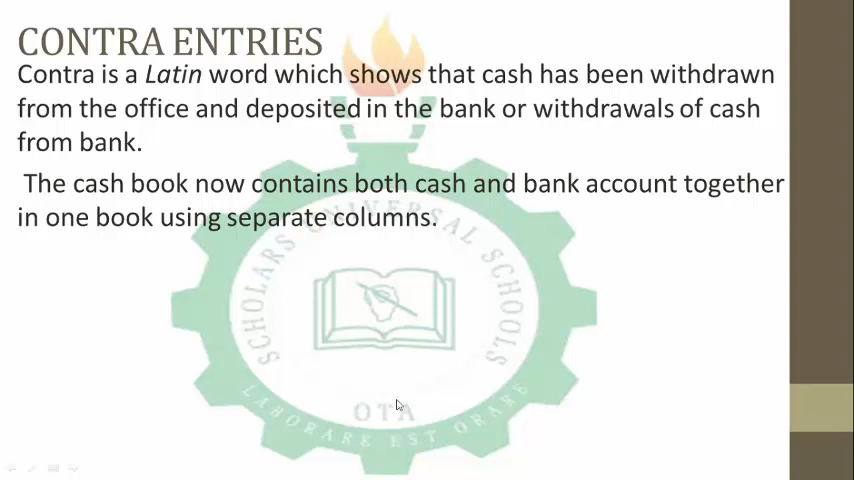 CONTRA ENTRIES
Contra is a Latin word which shows that cash has been withdrawn
from the office and deposited in the bank or withdrawals of cash
from bank.
The cash book now contains both cash and bank account together
in one book using separate columns.
SCHOLARS UNIVERSAL SCHOOLS
OTA
LABORARE EST ORARE